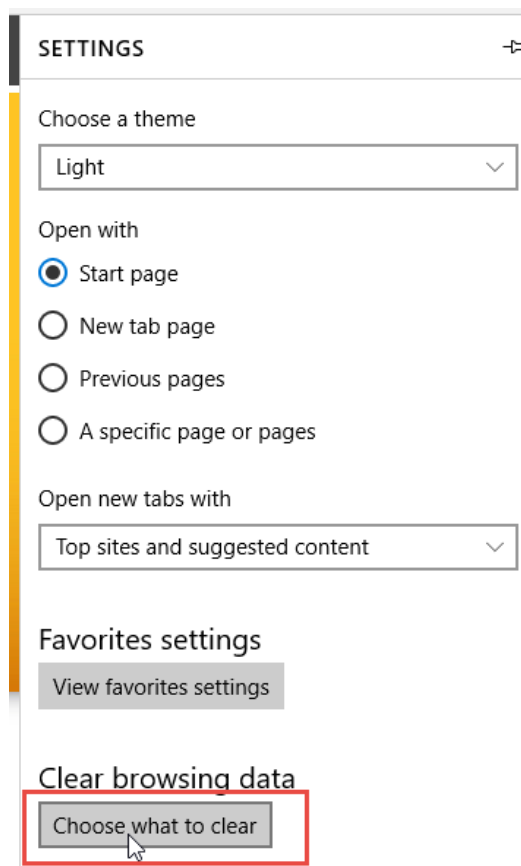 SETTINGS
Choose a theme
Light
Open with
Start page
New tab page
Previous pages
A specific page or pages
Open new tabs with
Top sites and suggested content
Favorites settings
View favorites settings
Clear browsing data
Choose what to clear